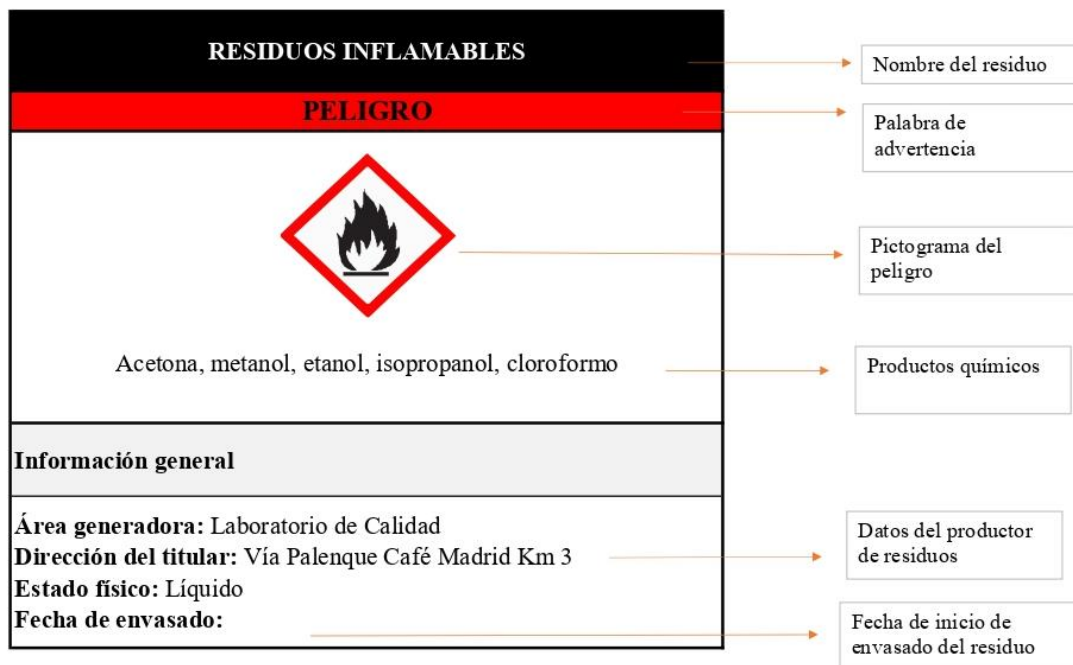 RESIDUOS INFLAMABLES
Nombre del residuo
PELIGRO
Palabra de
advertencia
Pictograma del
peligro
Acetona, metanol, etanol, isopropanol, cloroformo
Productos químicos
Información general
Área generadora: Laboratorio de Calidad
Dirección del titular: Vía Palenque Café Madrid Km 3
Estado físico: Líquido
Fecha de envasado:
Datos del productor
de residuos
Fecha de inicio de
envasado del residuo